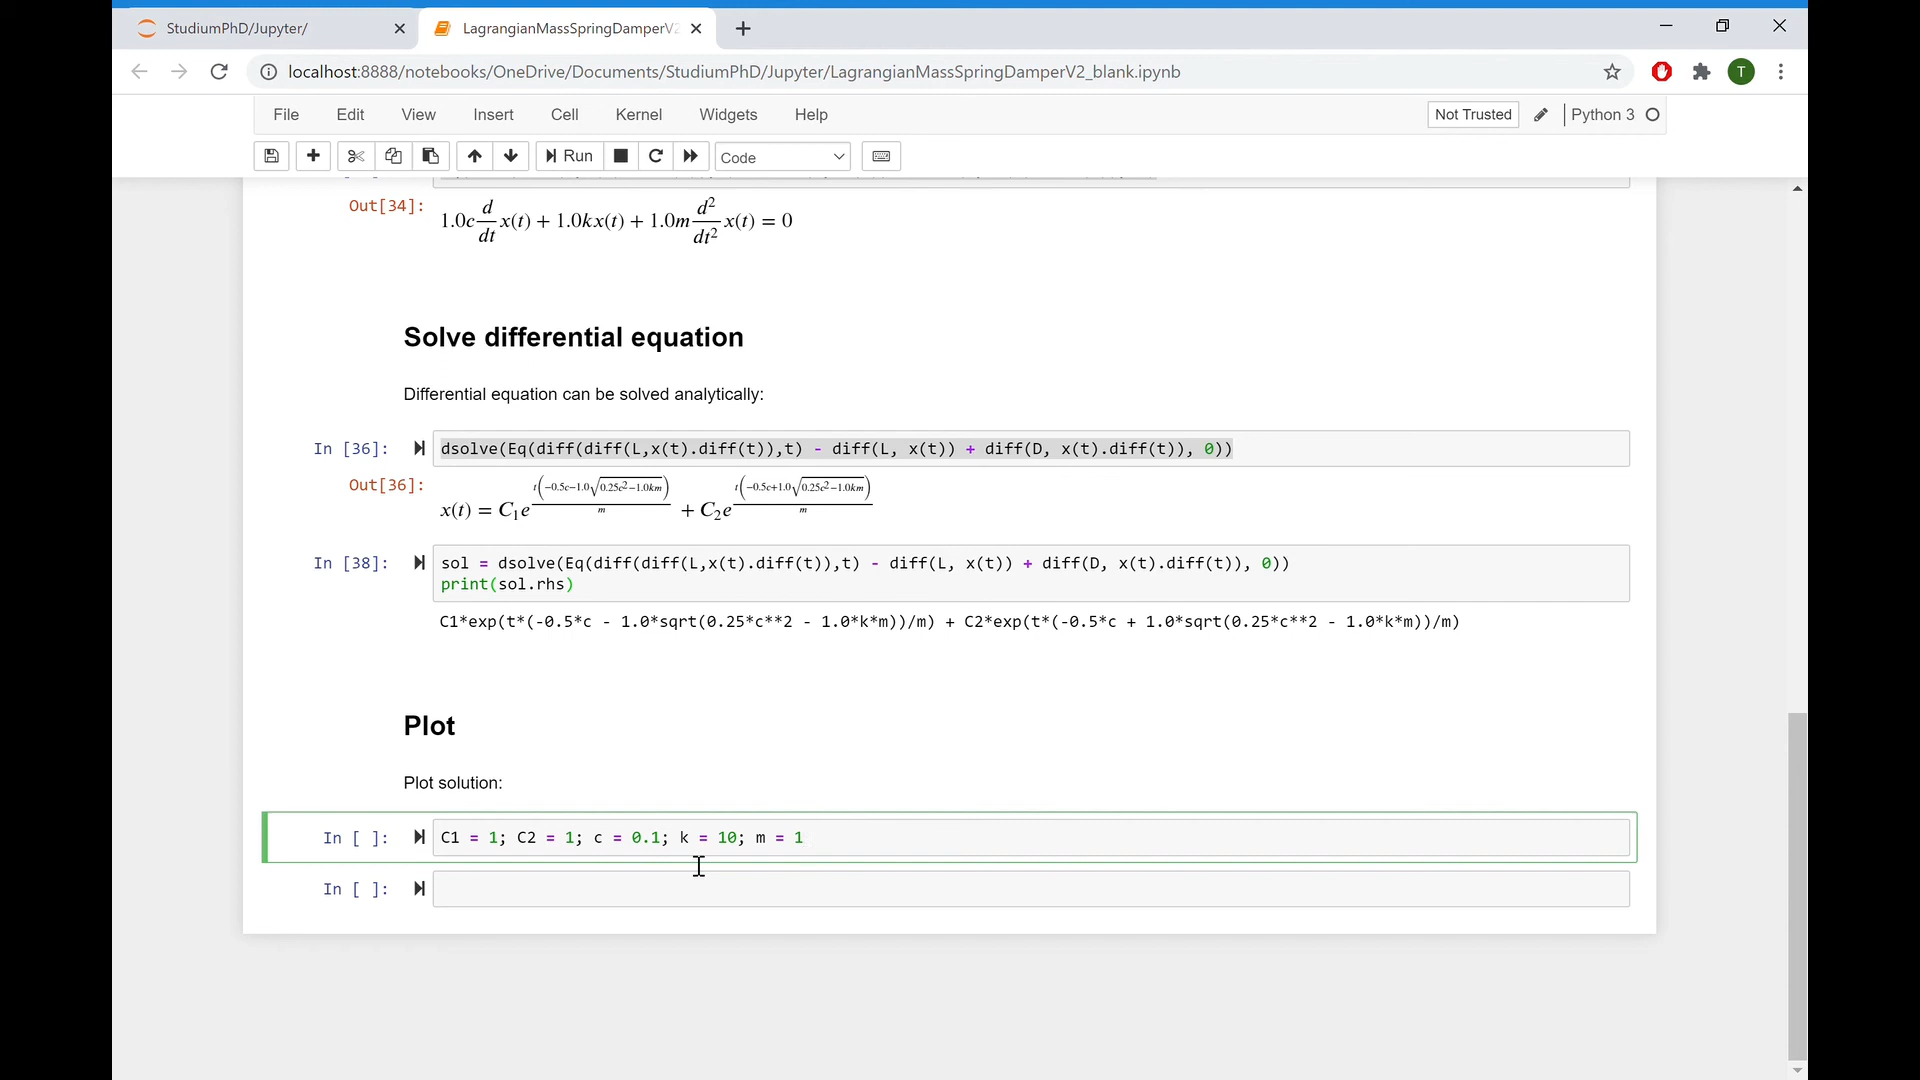 StudiumPhD/Jupyter/
LagrangianMassSpringDamperV2
localhost:8888/notebooks/OneDrive/Documents/StudiumPhD/Jupyter/LagrangianMassSpringDamperV2_blank.ipynb
T
File Edit View Insert Cell Kernel Widgets Help Not Trusted Python 3
Run Code
Out[34]: 1.0c d/dt x(t) + 1.0kx(t) + 1.0m d²/dt² x(t) = 0
Solve differential equation
Differential equation can be solved analytically:
In [36]: dsolve(Eq(diff(diff(L,x(t).diff(t)),t) - diff(L, x(t)) + diff(D, x(t).diff(t)), 0))
Out[36]: x(t) = C₁e^(t(−0.5c−1.0√(0.25c²−1.0km))/m) + C₂e^(t(−0.5c+1.0√(0.25c²−1.0km))/m)
In [38]: sol = dsolve(Eq(diff(diff(L,x(t).diff(t)),t) - diff(L, x(t)) + diff(D, x(t).diff(t)), 0))
print(sol.rhs)
C1*exp(t*(-0.5*c - 1.0*sqrt(0.25*c**2 - 1.0*k*m))/m) + C2*exp(t*(-0.5*c + 1.0*sqrt(0.25*c**2 - 1.0*k*m))/m)
Plot
Plot solution:
In [ ]: C1 = 1; C2 = 1; c = 0.1; k = 10; m = 1
In [ ]: